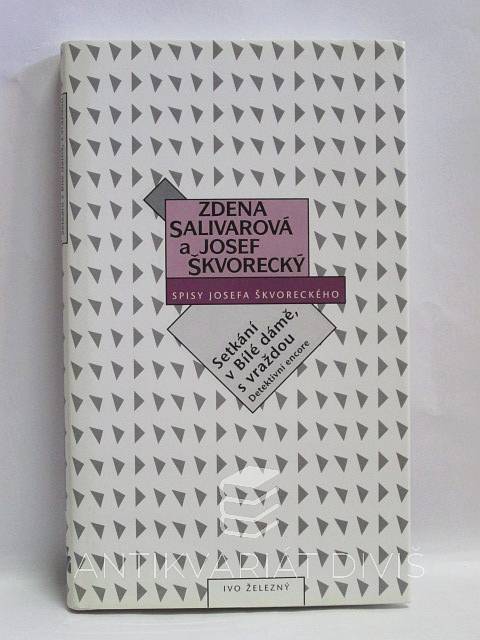 ZDENA
SALIVAROVÁ
a JOSEF
ŠKVORECKÝ
SPISY JOSEFA ŠKVORECKÉHO
Setkání
v Bílé dámě,
s vraždou
Detektivní encore
ANTIKVARIÁT DIVIŠ
IVO ŽELEZNÝ